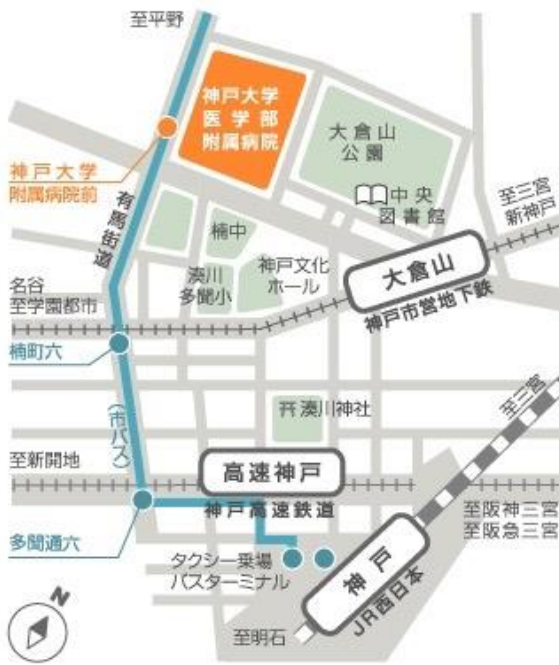 至平野
神戸大学
医学部
附属病院
大倉山
公園
神戸大学
附属病院前
中央
図書館
至三宮
新神戸
有馬街道
楠中
湊川
多聞小
神戸文化
ホール
大倉山
神戸市営地下鉄
名谷
至学園都市
楠町六
(市バス)
湊川神社
至三宮
至新開地
高速神戸
神戸高速鉄道
至阪神三宮
至阪急三宮
多聞通六
タクシー乗場
バスターミナル
神戸
JR西日本
至明石
N